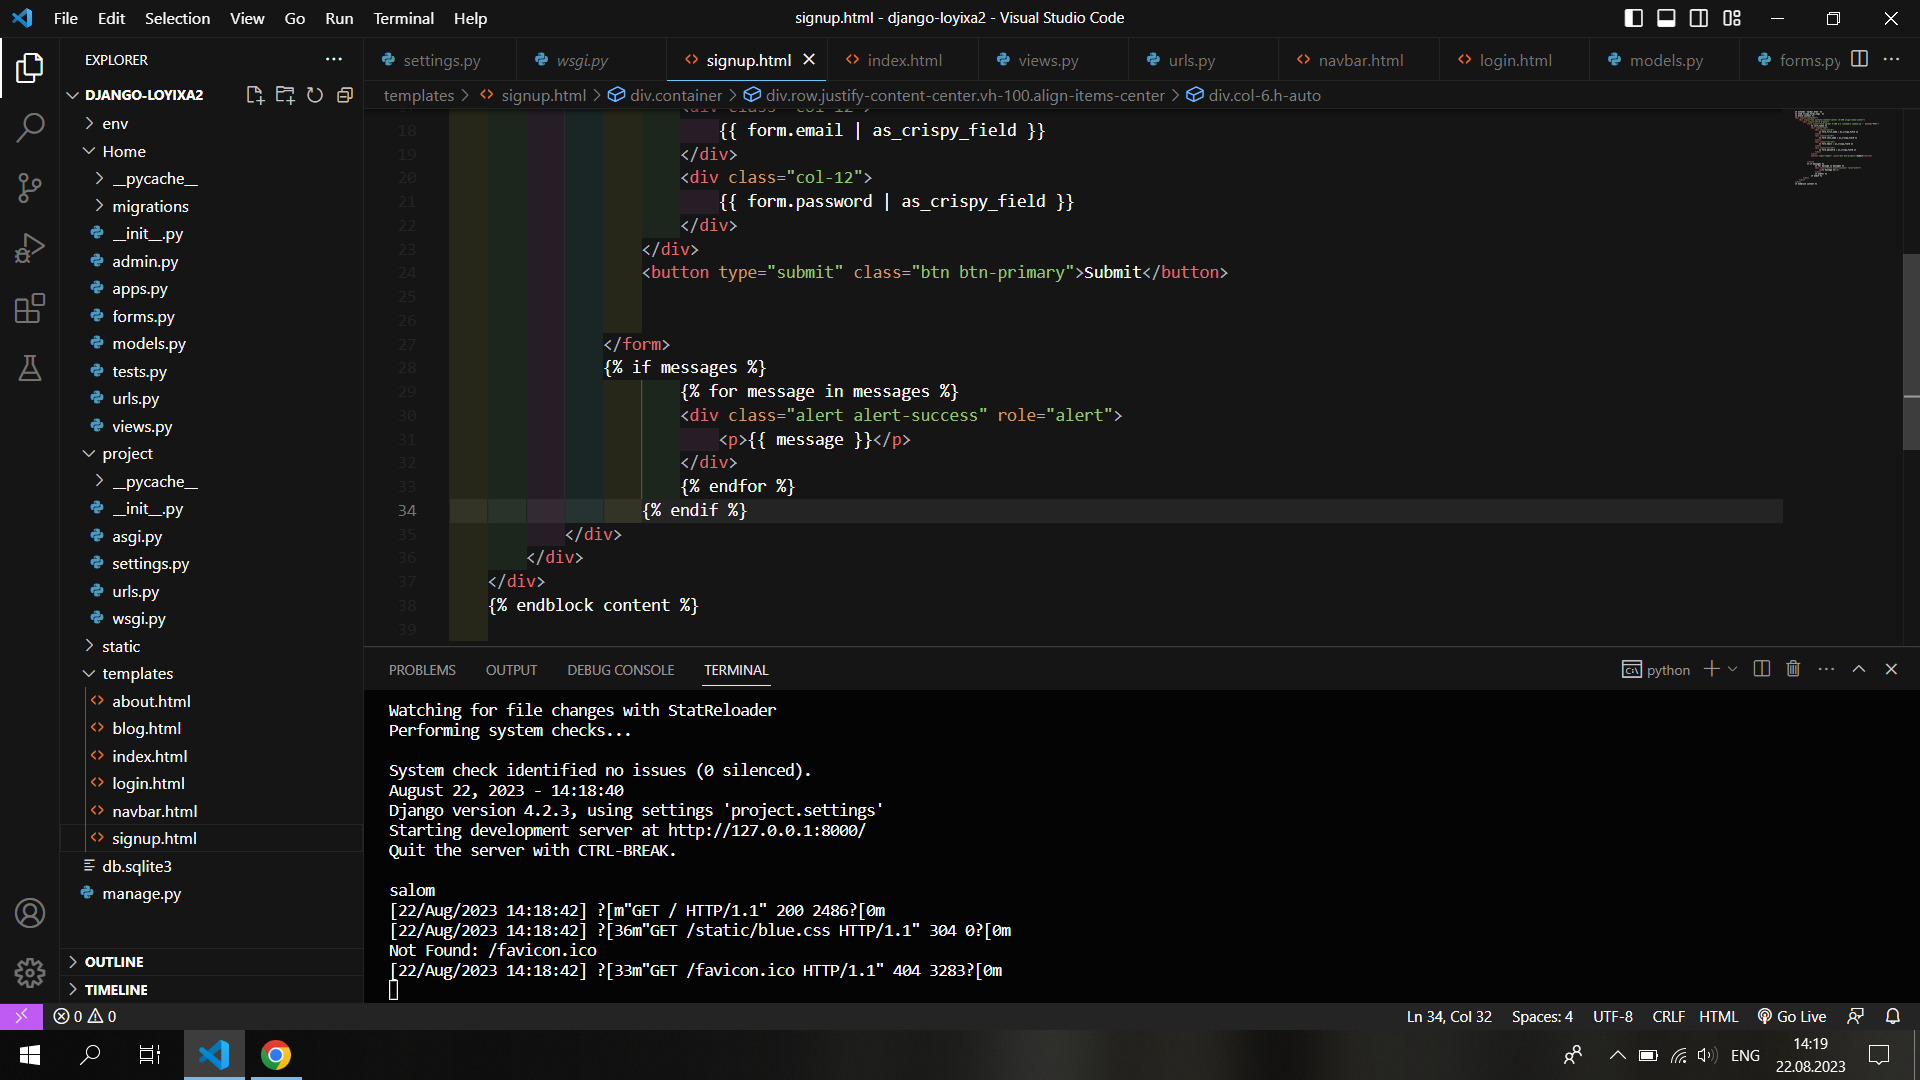 File Edit Selection View Go Run Terminal Help
signup.html - django-loyixa2 - Visual Studio Code
EXPLORER
DJANGO-LOYIXA2
env
Home
__pycache__
migrations
__init__.py
admin.py
apps.py
forms.py
models.py
tests.py
urls.py
views.py
project
__pycache__
__init__.py
asgi.py
settings.py
urls.py
wsgi.py
static
templates
about.html
blog.html
index.html
login.html
navbar.html
signup.html
db.sqlite3
manage.py
OUTLINE
TIMELINE
settings.py wsgi.py signup.html index.html views.py urls.py navbar.html login.html models.py forms.py
templates > signup.html > div.container > div.row.justify-content-center.vh-100.align-items-center > div.col-6.h-auto
18 {{ form.email | as_crispy_field }}
19 </div>
20 <div class="col-12">
21 {{ form.password | as_crispy_field }}
22 </div>
23 </div>
24 <button type="submit" class="btn btn-primary">Submit</button>
25
26
27 </form>
28 {% if messages %}
29 {% for message in messages %}
30 <div class="alert alert-success" role="alert">
31 <p>{{ message }}</p>
32 </div>
33 {% endfor %}
34 {% endif %}
35 </div>
36 </div>
37 </div>
38 {% endblock content %}
39
PROBLEMS OUTPUT DEBUG CONSOLE TERMINAL
python
Watching for file changes with StatReloader
Performing system checks...
System check identified no issues (0 silenced).
August 22, 2023 - 14:18:40
Django version 4.2.3, using settings 'project.settings'
Starting development server at http://127.0.0.1:8000/
Quit the server with CTRL-BREAK.
salom
[22/Aug/2023 14:18:42] ?[m"GET / HTTP/1.1" 200 2486?[0m
[22/Aug/2023 14:18:42] ?[36m"GET /static/blue.css HTTP/1.1" 304 0?[0m
Not Found: /favicon.ico
[22/Aug/2023 14:18:42] ?[33m"GET /favicon.ico HTTP/1.1" 404 3283?[0m
0 0
Ln 34, Col 32 Spaces: 4 UTF-8 CRLF HTML Go Live
ENG
14:19
22.08.2023